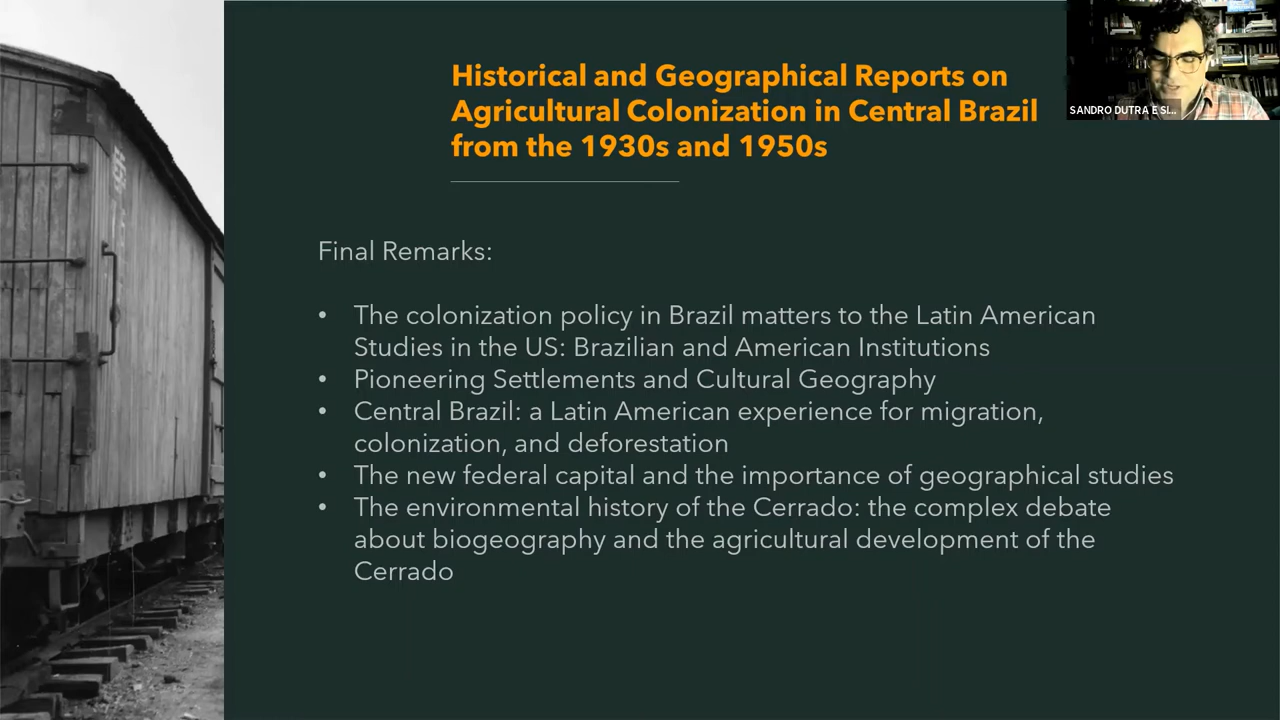 Historical and Geographical Reports on
Agricultural Colonization in Central Brazil
from the 1930s and 1950s
SANDRO DUTRA E SI...
Final Remarks:
• The colonization policy in Brazil matters to the Latin American
Studies in the US: Brazilian and American Institutions
• Pioneering Settlements and Cultural Geography
• Central Brazil: a Latin American experience for migration,
colonization, and deforestation
• The new federal capital and the importance of geographical studies
• The environmental history of the Cerrado: the complex debate
about biogeography and the agricultural development of the
Cerrado